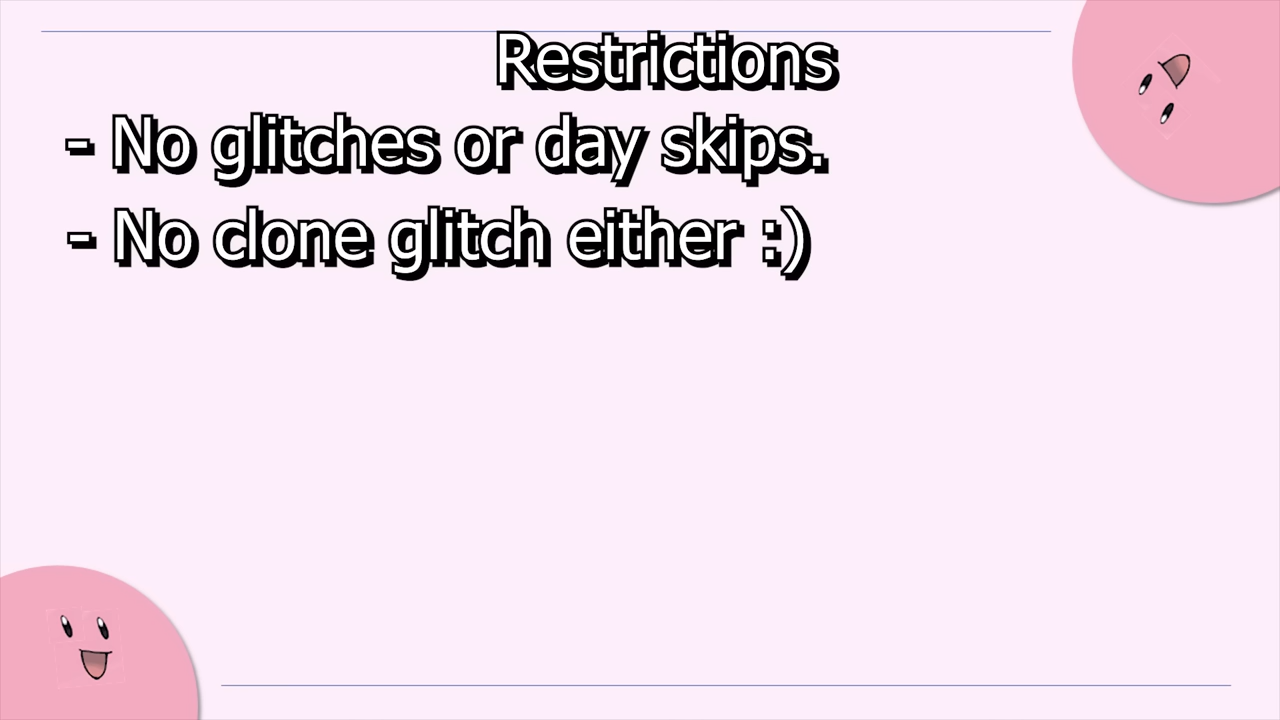 Restrictions
- No glitches or day skips.
- No clone glitch either :)